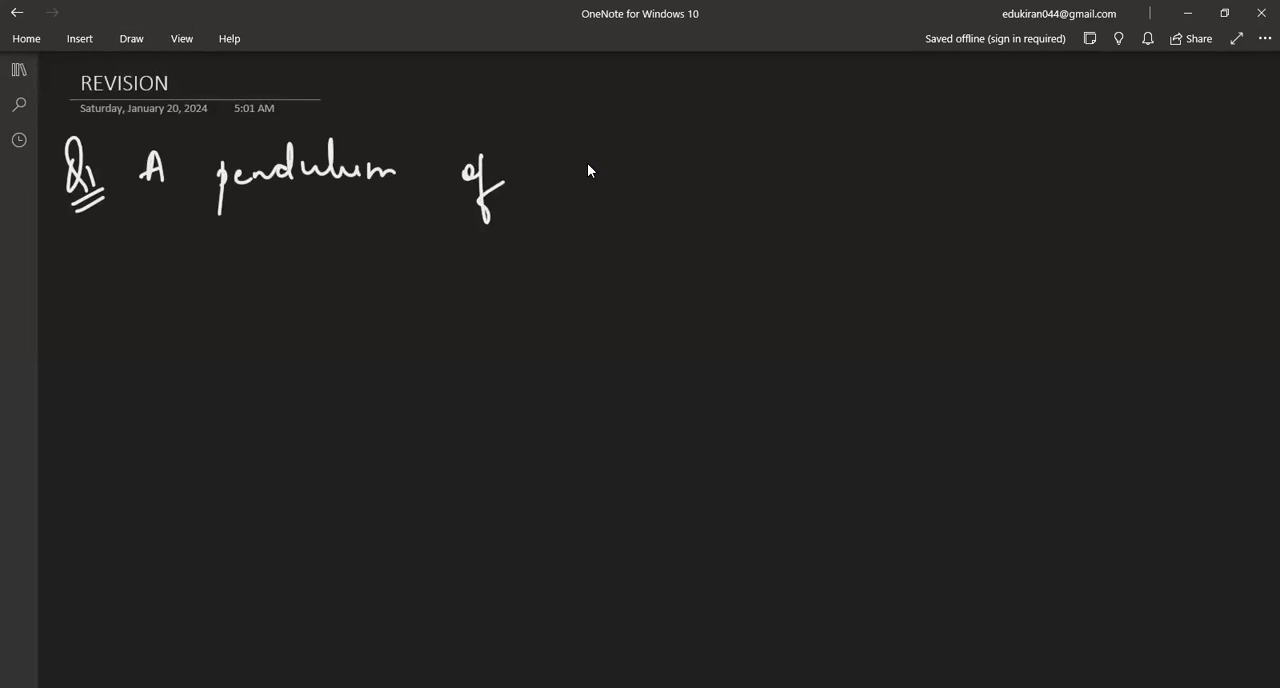 OneNote for Windows 10
edukiran044@gmail.com
Home Insert Draw View Help
Saved offline (sign in required) Share
REVISION
Saturday, January 20, 2024 5:01 AM
Q1 A pendulum of